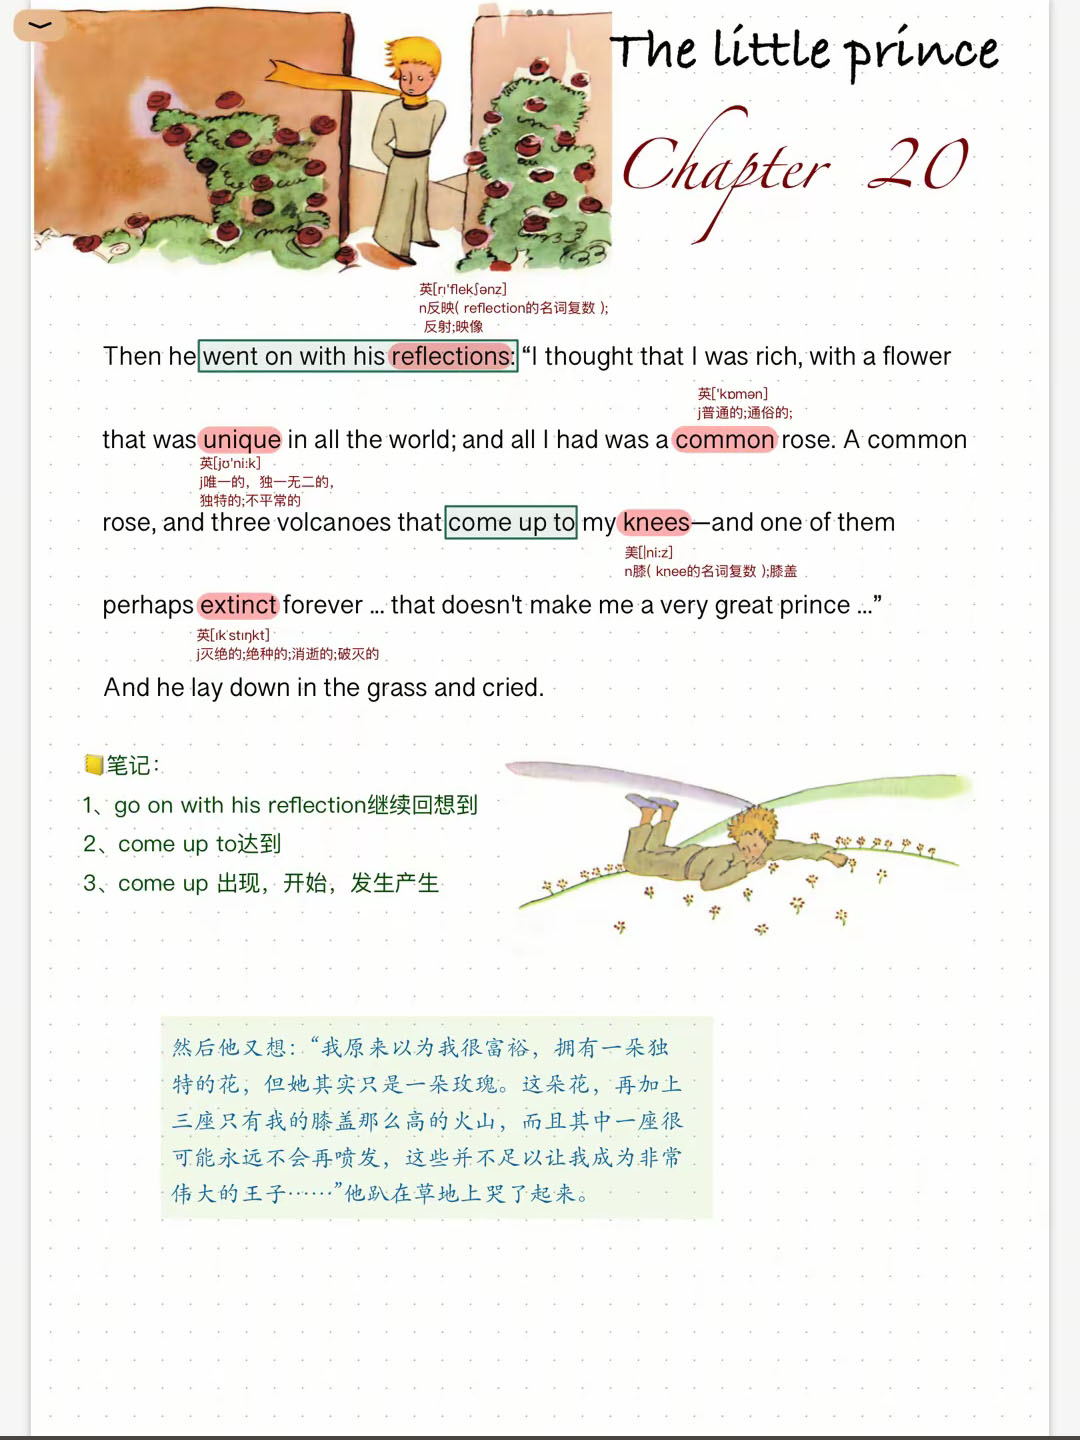 The little prince
Chapter 20
英[rɪ'flekʃənz]
n反映( reflection的名词复数 );
反射;映像
Then he went on with his reflections: “I thought that I was rich, with a flower
英['kɒmən]
j普通的;通俗的;
that was unique in all the world; and all I had was a common rose. A common
英[jʊ'ni:k]
j唯一的，独一无二的，
独特的;不平常的
rose, and three volcanoes that come up to my knees—and one of them
美[|ni:z]
n膝( knee的名词复数 );膝盖
perhaps extinct forever ... that doesn't make me a very great prince ...”
英[ɪkˈstɪŋkt]
j灭绝的;绝种的;消逝的;破灭的
And he lay down in the grass and cried.
笔记：
1、go on with his reflection继续回想到
2、come up to达到
3、come up 出现，开始，发生产生
然后他又想：“我原来以为我很富裕，拥有一朵独
特的花，但她其实只是一朵玫瑰。这朵花，再加上
三座只有我的膝盖那么高的火山，而且其中一座很
可能永远不会再喷发，这些并不足以让我成为非常
伟大的王子……”他趴在草地上哭了起来。